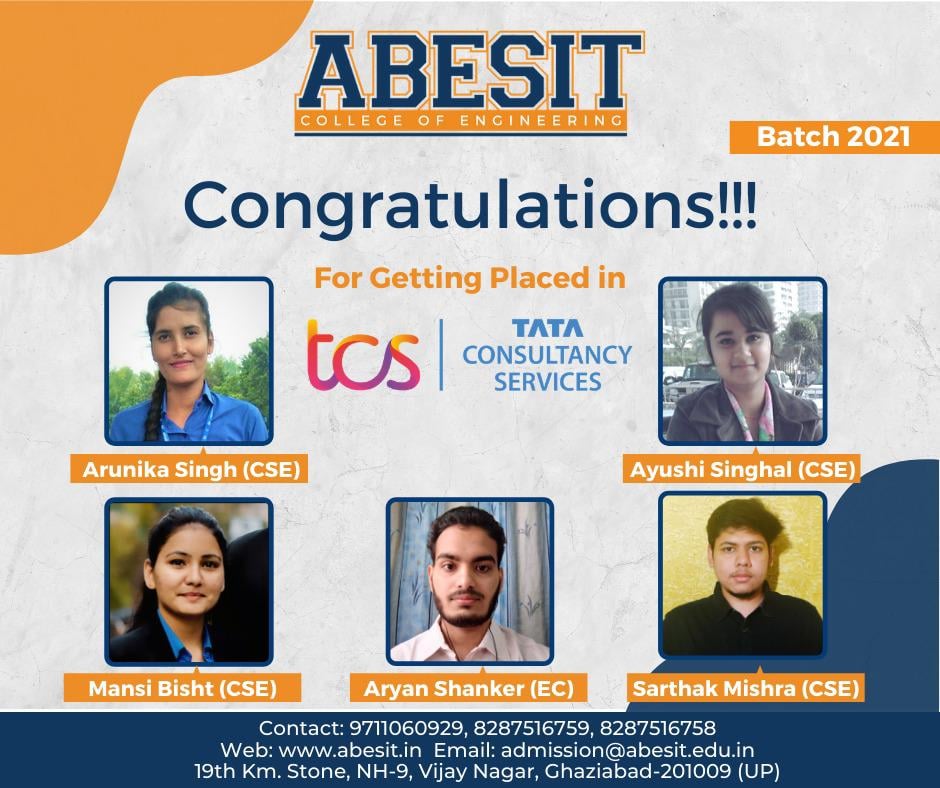 ABESIT
COLLEGE OF ENGINEERING
Batch 2021
Congratulations!!!
For Getting Placed in
tcs
TATA
CONSULTANCY
SERVICES
Arunika Singh (CSE)
Ayushi Singhal (CSE)
Mansi Bisht (CSE)
Aryan Shanker (EC)
Sarthak Mishra (CSE)
Contact: 9711060929, 8287516759, 8287516758
Web: www.abesit.in Email: admission@abesit.edu.in
19th Km. Stone, NH-9, Vijay Nagar, Ghaziabad-201009 (UP)